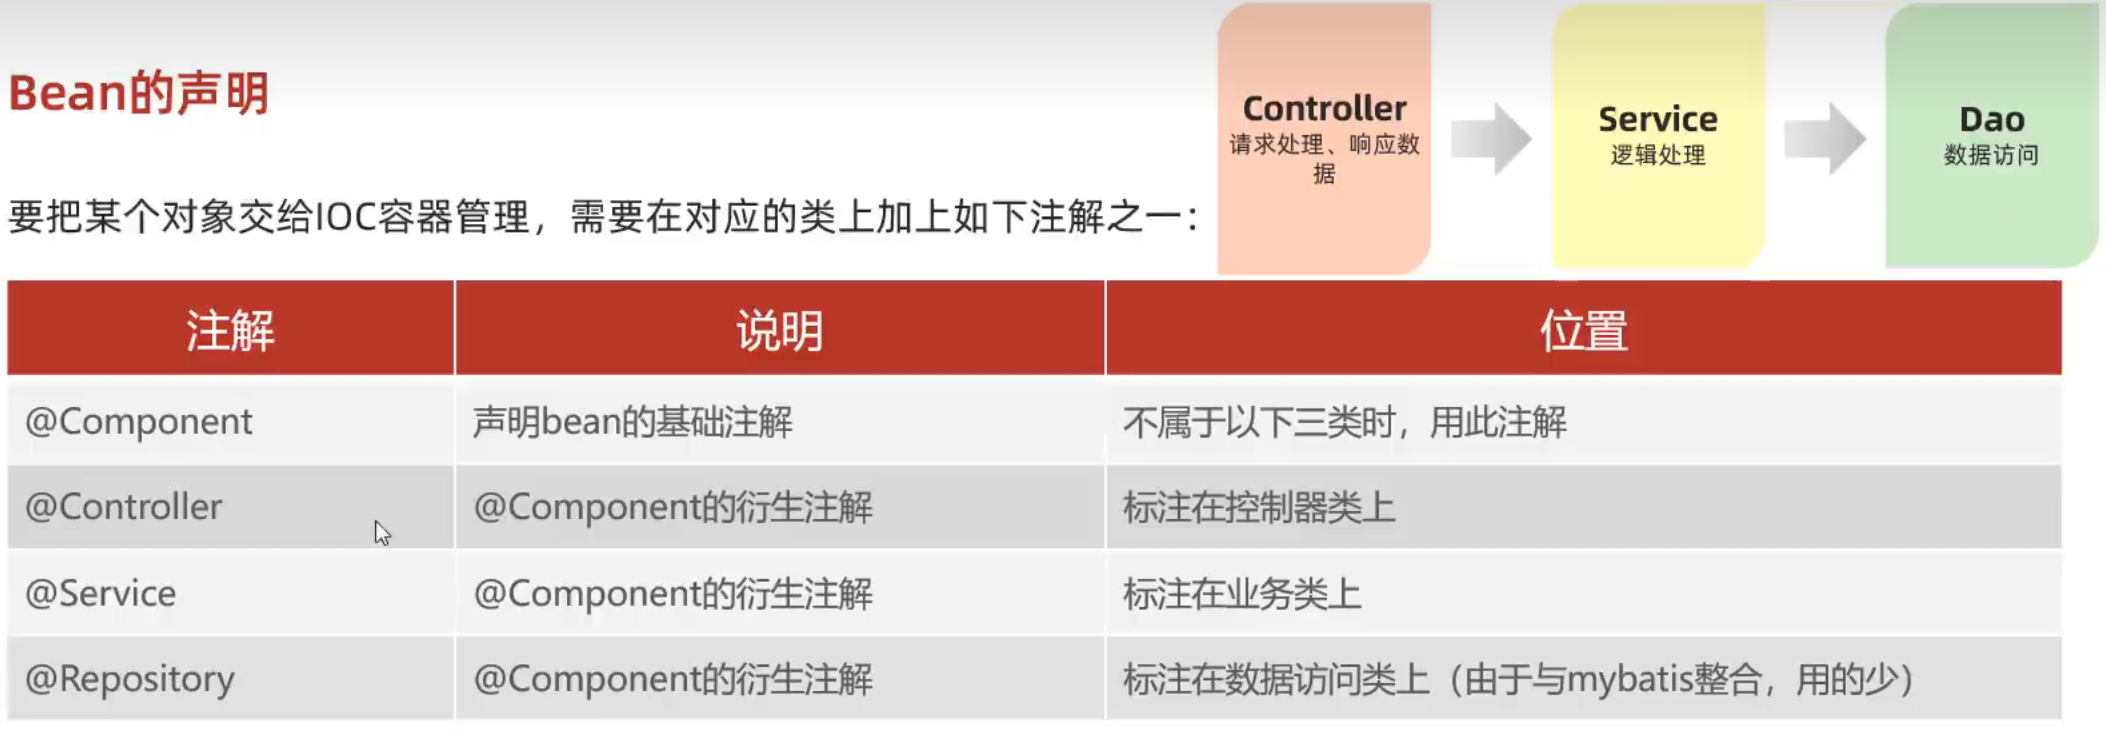 Bean的声明
Controller
请求处理、响应数
据
Service
逻辑处理
Dao
数据访问
要把某个对象交给IOC容器管理，需要在对应的类上加上如下注解之一：
注解 说明 位置
@Component 声明bean的基础注解 不属于以下三类时，用此注解
@Controller @Component的衍生注解 标注在控制器类上
@Service @Component的衍生注解 标注在业务类上
@Repository @Component的衍生注解 标注在数据访问类上（由于与mybatis整合，用的少）